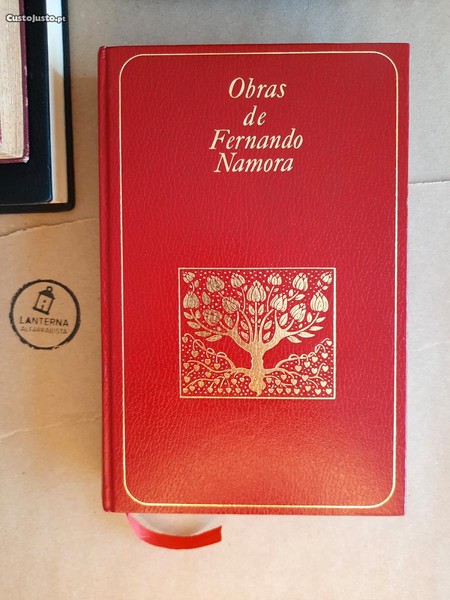 CustoJusto.pt
Obras
de
Fernando
Namora
LANTERNA
ALFARRABISTA